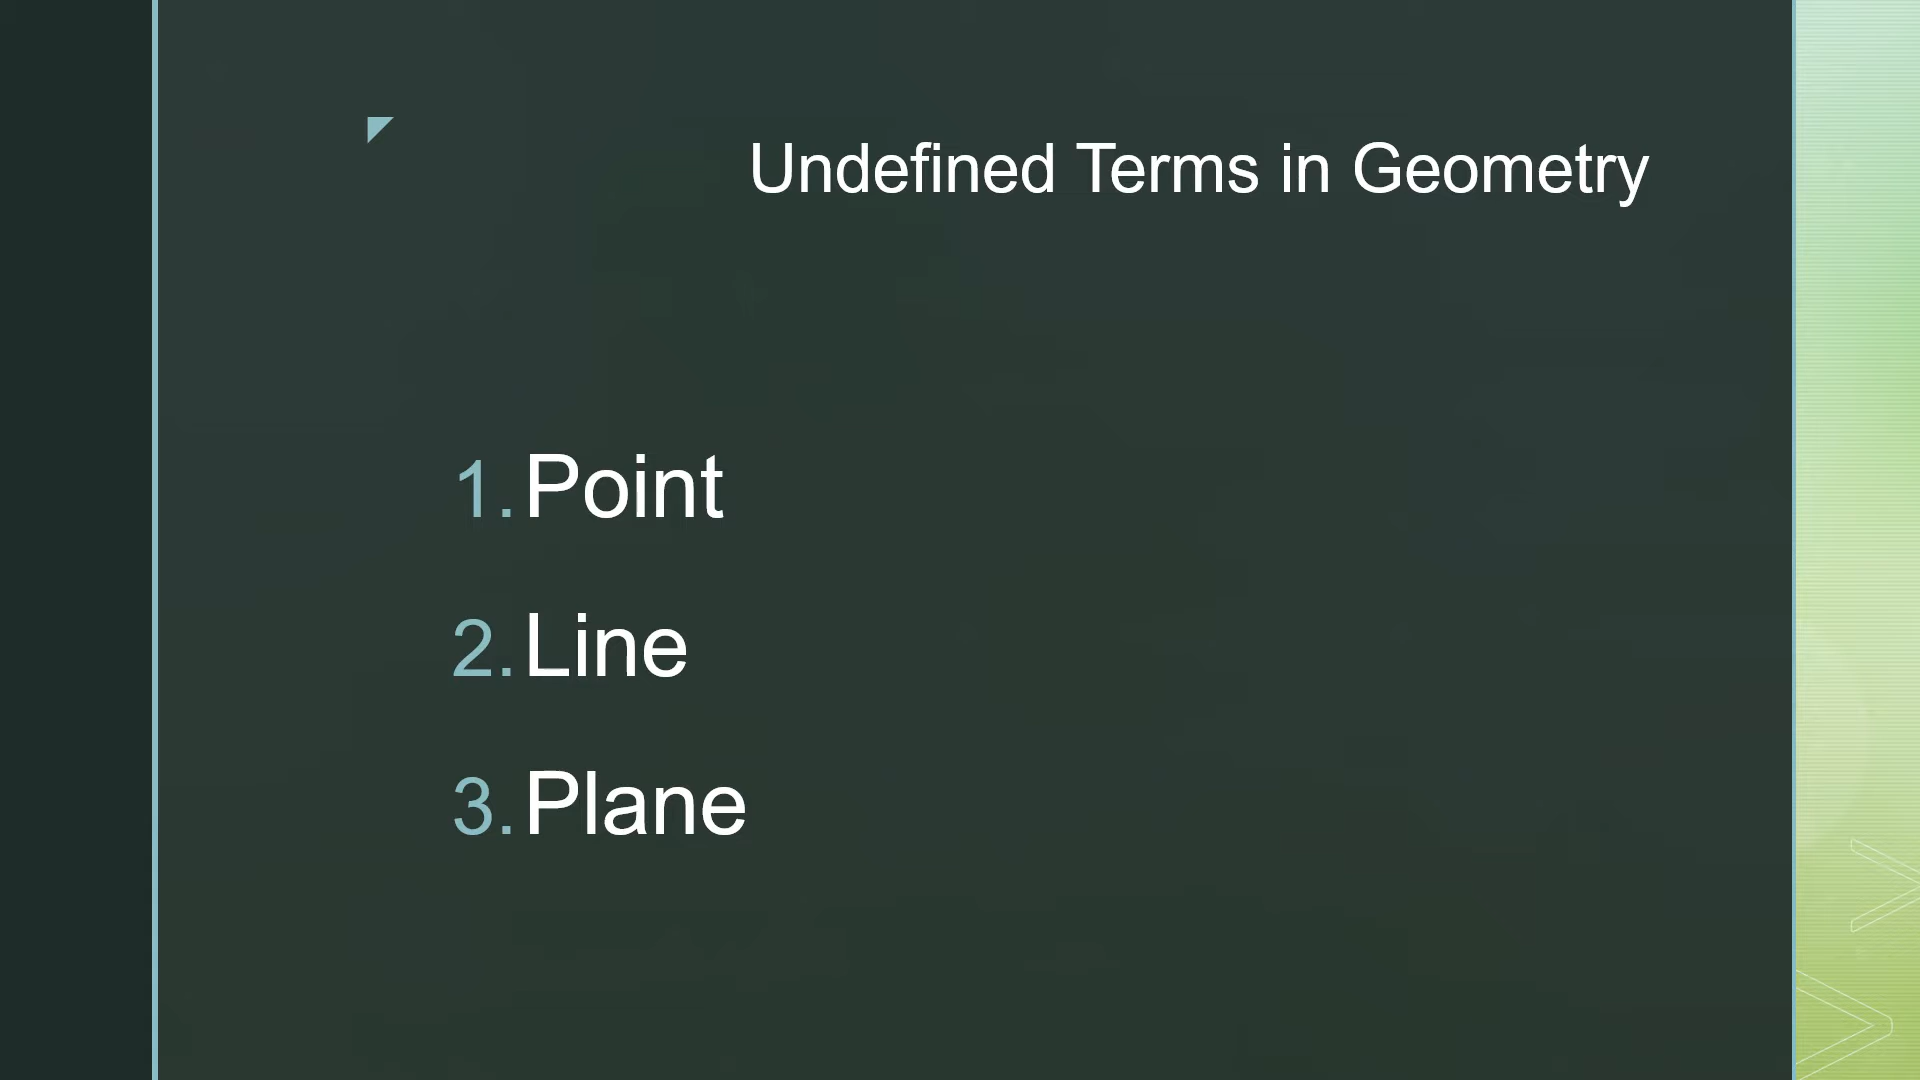 Undefined Terms in Geometry
1. Point
2. Line
3. Plane